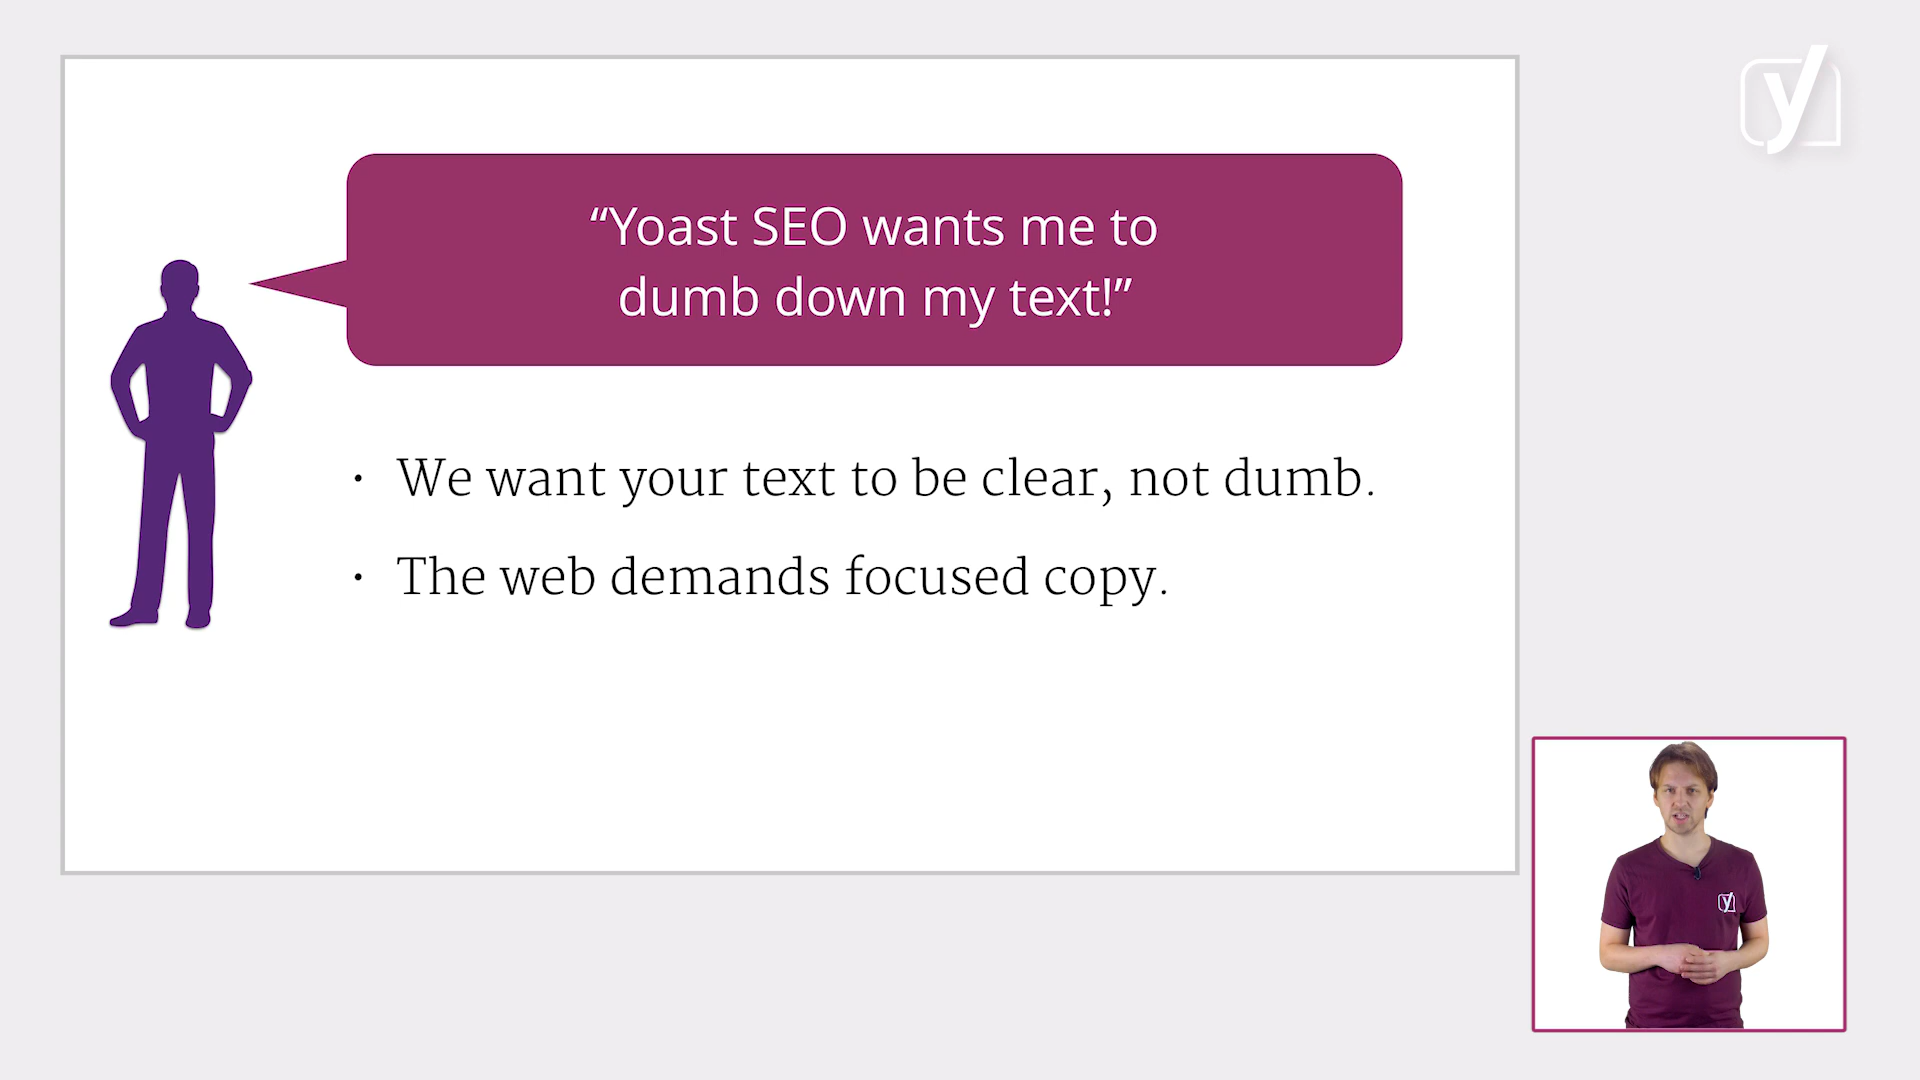 “Yoast SEO wants me to
dumb down my text!”
• We want your text to be clear, not dumb.
• The web demands focused copy.
y
y